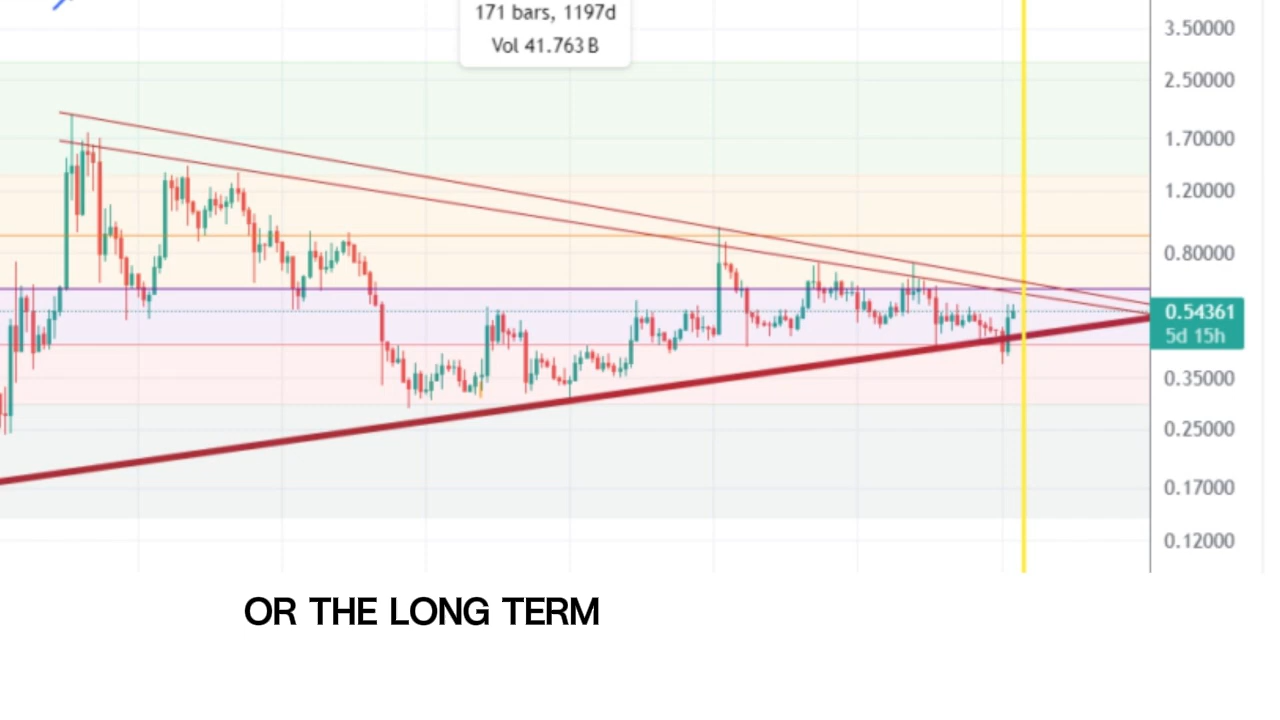 171 bars, 1197d
Vol 41.763 B
3.50000
2.50000
1.70000
1.20000
0.80000
0.54361
5d 15h
0.35000
0.25000
0.17000
0.12000
OR THE LONG TERM